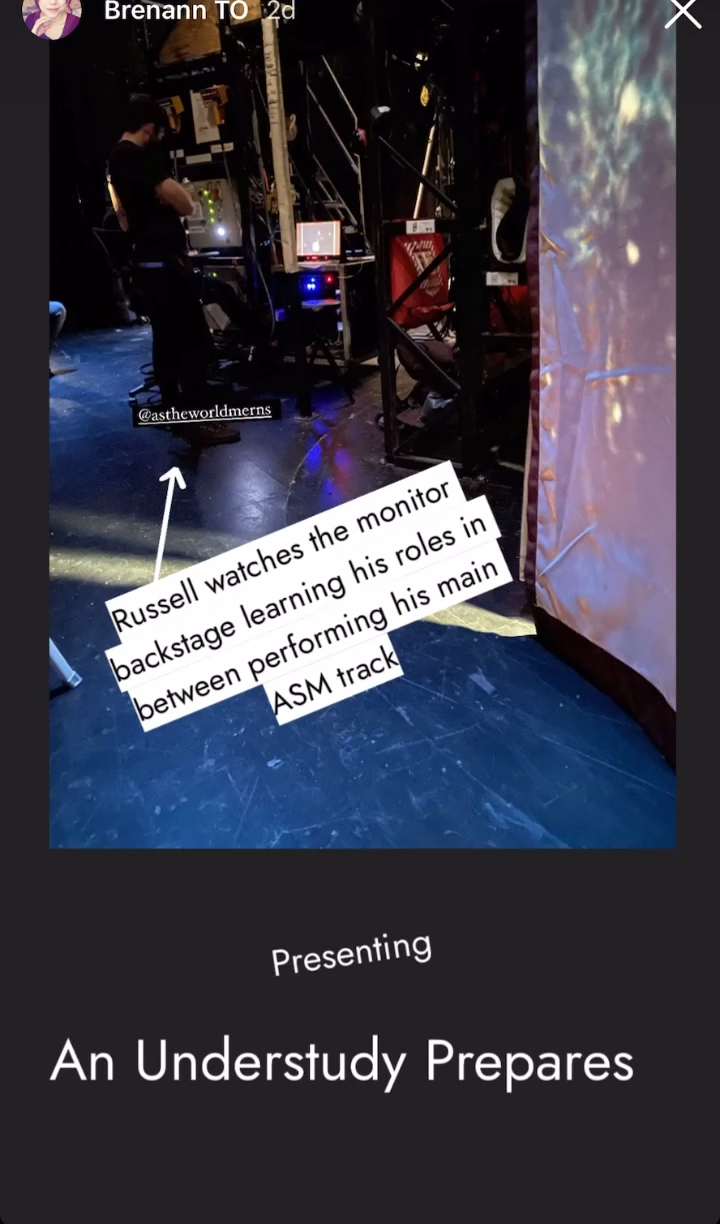 Brenann TO 2d
@astheworldmerns
Russell watches the monitor
backstage learning his roles in
between performing his main
ASM track
Presenting
An Understudy Prepares